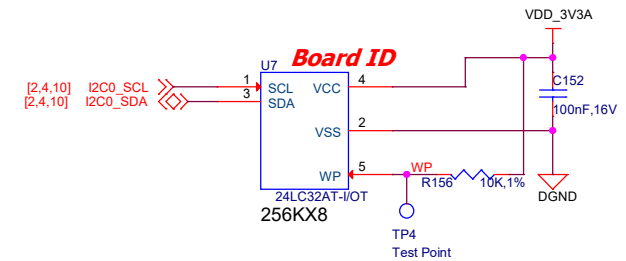 VDD_3V3A
Board ID
U7
[2,4,10] I2C0_SCL 1 SCL VCC 4
[2,4,10] I2C0_SDA 3 SDA
C152
100nF,16V
VSS 2
WP 5 WP
R156 10K,1%
24LC32AT-I/OT
256KX8
DGND
TP4
Test Point